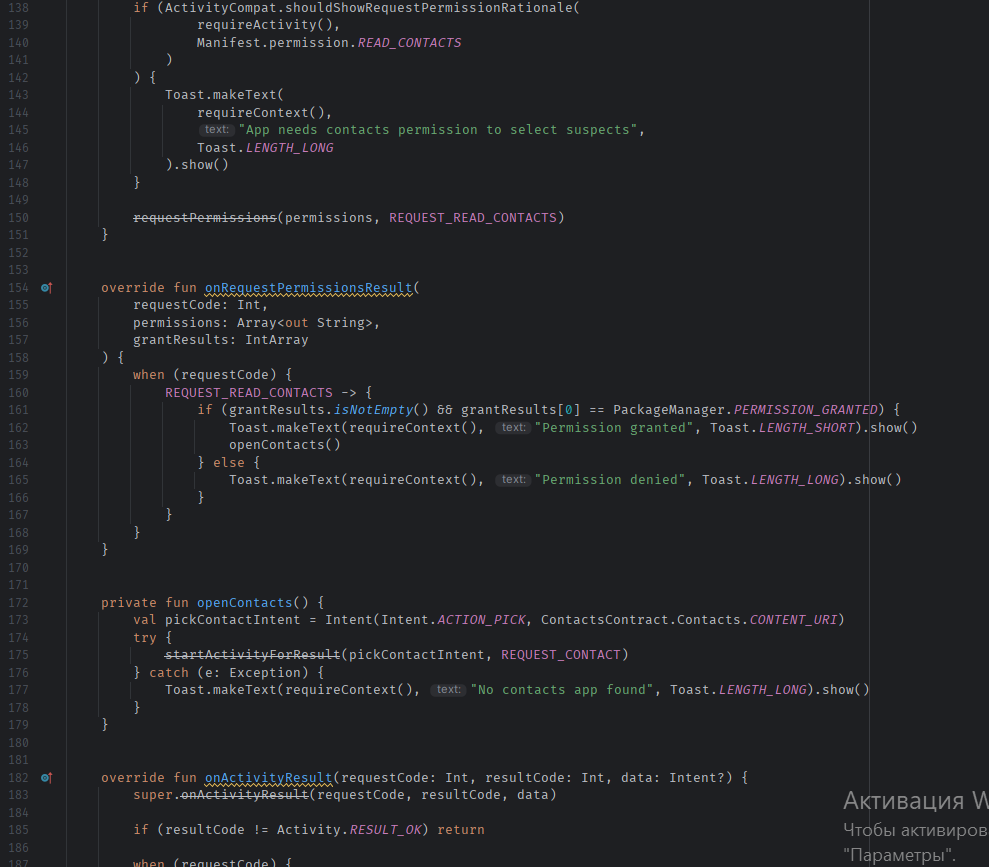 138 if (ActivityCompat.shouldShowRequestPermissionRationale(
139 requireActivity(),
140 Manifest.permission.READ_CONTACTS
141 )
142 ) {
143 Toast.makeText(
144 requireContext(),
145 text: "App needs contacts permission to select suspects",
146 Toast.LENGTH_LONG
147 ).show()
148 }
149
150 requestPermissions(permissions, REQUEST_READ_CONTACTS)
151 }
152
153
154 override fun onRequestPermissionsResult(
155 requestCode: Int,
156 permissions: Array<out String>,
157 grantResults: IntArray
158 ) {
159 when (requestCode) {
160 REQUEST_READ_CONTACTS -> {
161 if (grantResults.isNotEmpty() && grantResults[0] == PackageManager.PERMISSION_GRANTED) {
162 Toast.makeText(requireContext(), text: "Permission granted", Toast.LENGTH_SHORT).show()
163 openContacts()
164 } else {
165 Toast.makeText(requireContext(), text: "Permission denied", Toast.LENGTH_LONG).show()
166 }
167 }
168 }
169 }
170
171
172 private fun openContacts() {
173 val pickContactIntent = Intent(Intent.ACTION_PICK, ContactsContract.Contacts.CONTENT_URI)
174 try {
175 startActivityForResult(pickContactIntent, REQUEST_CONTACT)
176 } catch (e: Exception) {
177 Toast.makeText(requireContext(), text: "No contacts app found", Toast.LENGTH_LONG).show()
178 }
179 }
180
181
182 override fun onActivityResult(requestCode: Int, resultCode: Int, data: Intent?) {
183 super.onActivityResult(requestCode, resultCode, data)
184
185 if (resultCode != Activity.RESULT_OK) return
186
187 when (requestCode) {
Активация W
Чтобы активиров
"Параметры".